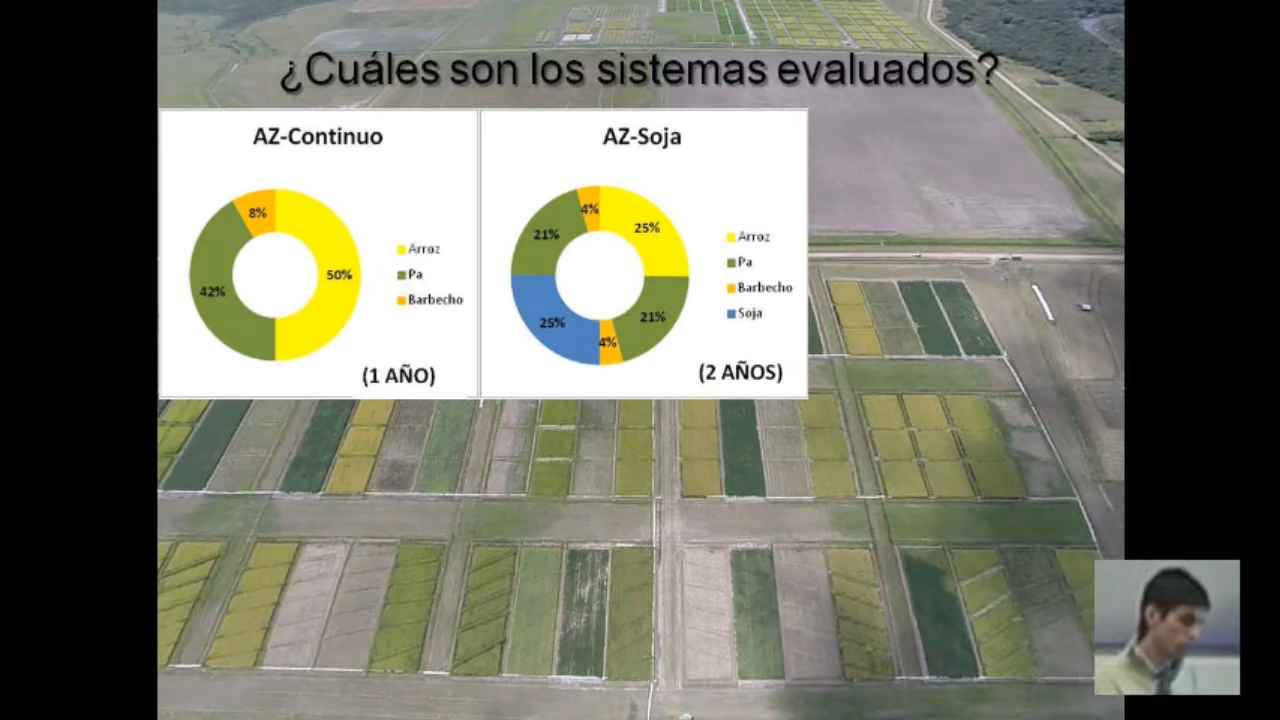 ¿Cuáles son los sistemas evaluados?
AZ-Continuo
8%
50%
42%
Arroz
Pa
Barbecho
(1 AÑO)
AZ-Soja
4%
25%
21%
21%
25%
4%
Arroz
Pa
Barbecho
Soja
(2 AÑOS)